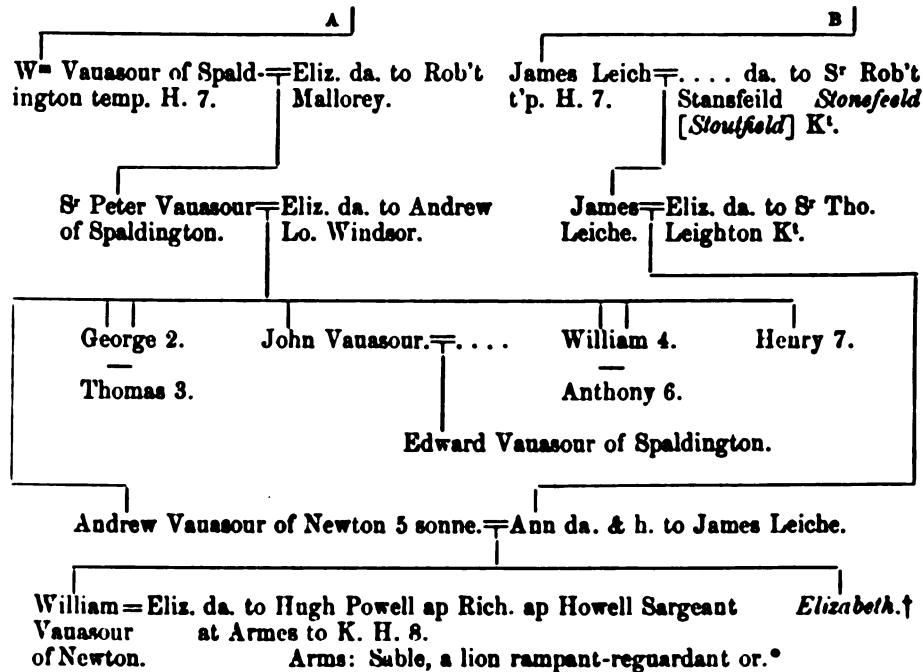 A B
Wm Vauasour of Spald- Eliz. da. to Rob't James Leich .... da. to Sr Rob't
ington temp. H. 7. Mallorey. t'p. H. 7. Stansfeild Stonefeeld
[Stoutfield] Kt.
Sr Peter Vauasour Eliz. da. to Andrew James Eliz. da. to Sr Tho.
of Spaldington. Lo. Windsor. Leiche. Leighton Kt.
George 2. John Vauasour. .... William 4. Henry 7.
Thomas 3. Anthony 6.
Edward Vauasour of Spaldington.
Andrew Vauasour of Newton 5 sonne. Ann da. & h. to James Leiche.
William = Eliz. da. to Hugh Powell ap Rich. ap Howell Sargeant Elizabeth.†
Vauasour at Armes to K. H. 8.
of Newton. Arms: Sable, a lion rampant-reguardant or.*